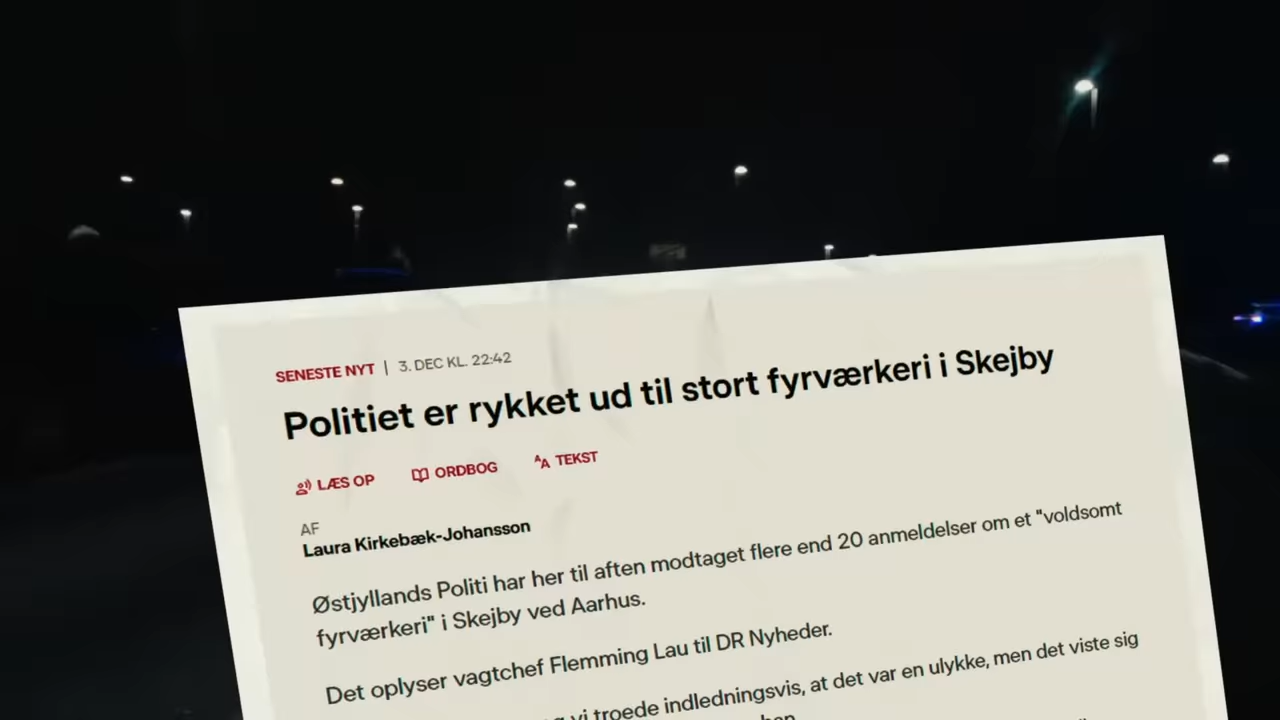 SENESTE NYT | 3. DEC KL. 22:42
Politiet er rykket ud til stort fyrværkeri i Skejby
LÆS OP ORDBOG AA TEKST
AF
Laura Kirkebæk-Johansson
Østjyllands Politi har her til aften modtaget flere end 20 anmeldelser om et "voldsomt
fyrværkeri" i Skejby ved Aarhus.
Det oplyser vagtchef Flemming Lau til DR Nyheder.
vi troede indledningsvis, at det var en ulykke, men det viste sig